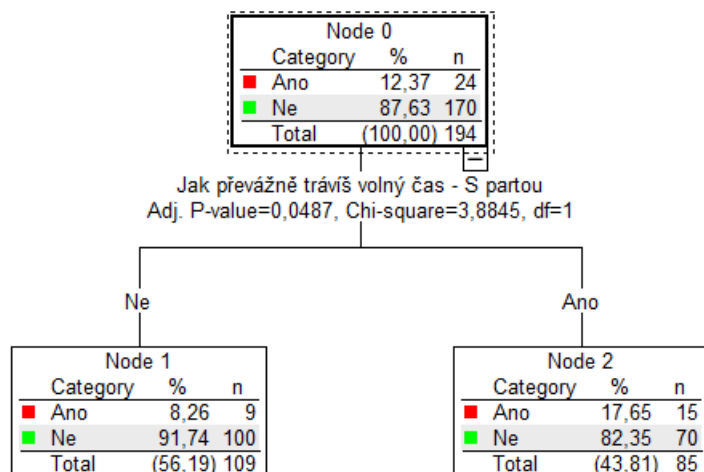 Node 0
Category % n
Ano 12,37 24
Ne 87,63 170
Total (100,00) 194
Jak převážně trávíš volný čas - S partou
Adj. P-value=0,0487, Chi-square=3,8845, df=1
Ne
Ano
Node 1
Category % n
Ano 8,26 9
Ne 91,74 100
Total (56,19) 109
Node 2
Category % n
Ano 17,65 15
Ne 82,35 70
Total (43,81) 85